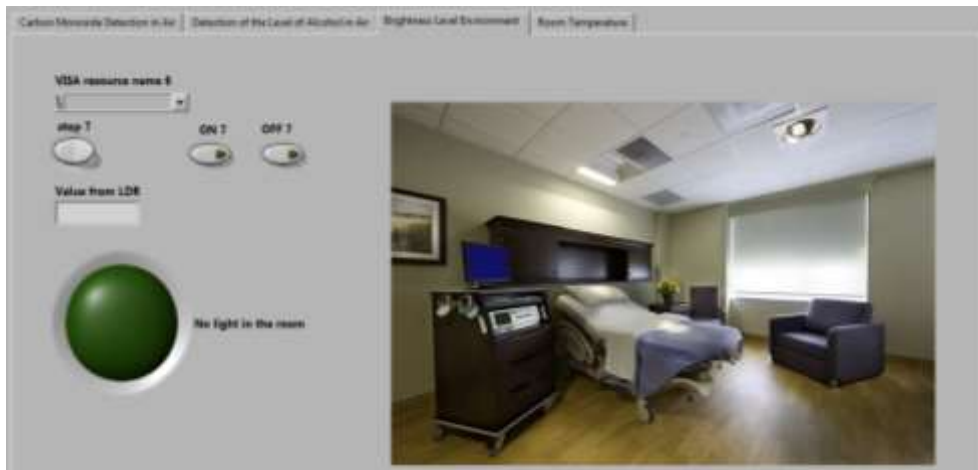 Carbon Monoxide Detection in Air
Detection of the Level of Alcohol in Air
Brightness Level Environment
Room Temperature
VISA resource name 6
stop 7
ON 7
OFF 7
Value from LDR
No light in the room